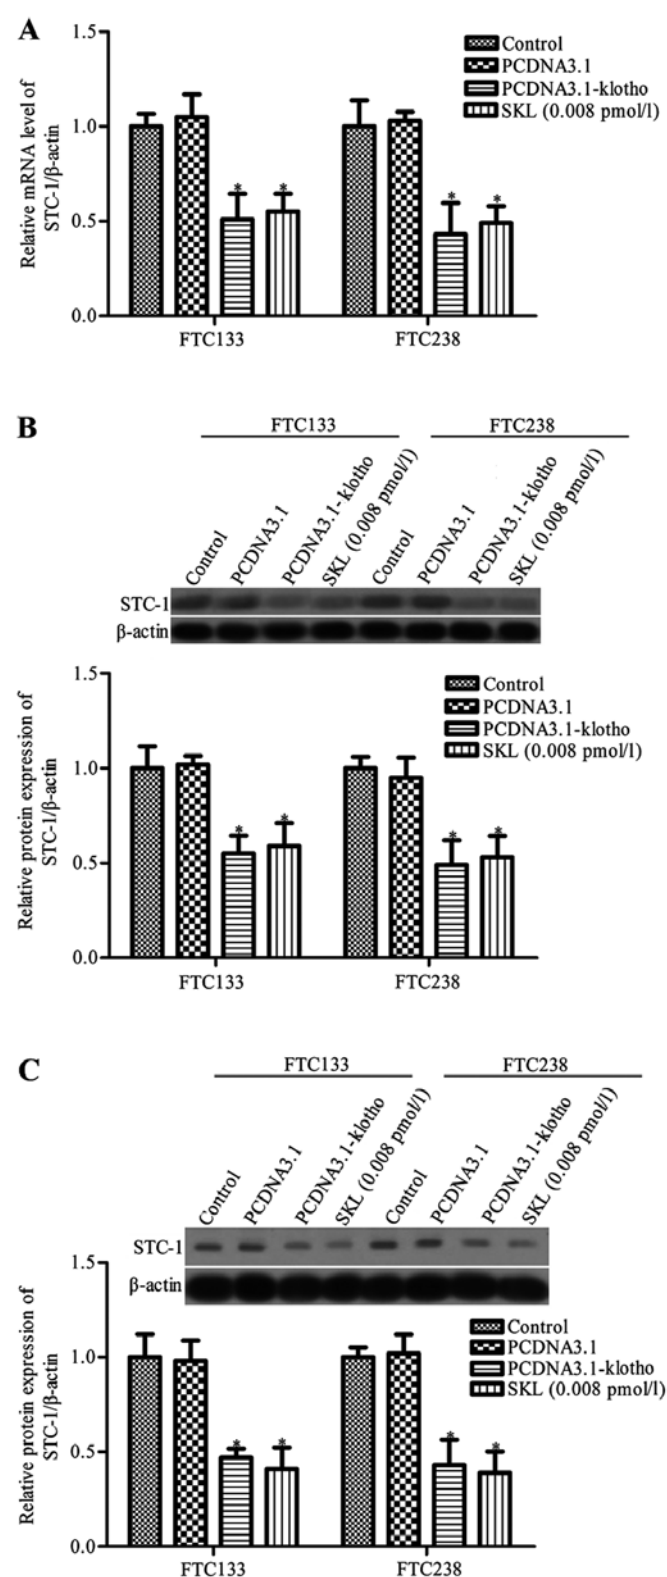 A
Relative mRNA level of
STC-1/β-actin
1.5
1.0
0.5
0.0
Control
PCDNA3.1
PCDNA3.1-klotho
SKL (0.008 pmol/l)
*
*
*
*
FTC133
FTC238
B
FTC133
FTC238
Control
PCDNA3.1
PCDNA3.1-klotho
SKL (0.008 pmol/l)
Control
PCDNA3.1
PCDNA3.1-klotho
SKL (0.008 pmol/l)
STC-1
β-actin
Relative protein expression of
STC-1/β-actin
1.5
1.0
0.5
0.0
Control
PCDNA3.1
PCDNA3.1-klotho
SKL (0.008 pmol/l)
*
*
*
*
FTC133
FTC238
C
FTC133
FTC238
Control
PCDNA3.1
PCDNA3.1-klotho
SKL (0.008 pmol/l)
Control
PCDNA3.1
PCDNA3.1-klotho
SKL (0.008 pmol/l)
STC-1
β-actin
Relative protein expression of
STC-1/β-actin
1.5
1.0
0.5
0.0
Control
PCDNA3.1
PCDNA3.1-klotho
SKL (0.008 pmol/l)
*
*
*
*
FTC133
FTC238